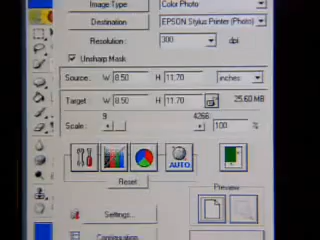 Image Type Color Photo
Destination EPSON Stylus Printer (Photo)
Resolution: 300 dpi
Unsharp Mask
Source: W 8.50 H 11.70 inches
Target: W 8.50 H 11.70 25.60 MB
9 4266
Scale: 100 %
AUTO
Reset
Preview
Settings...
Configuration